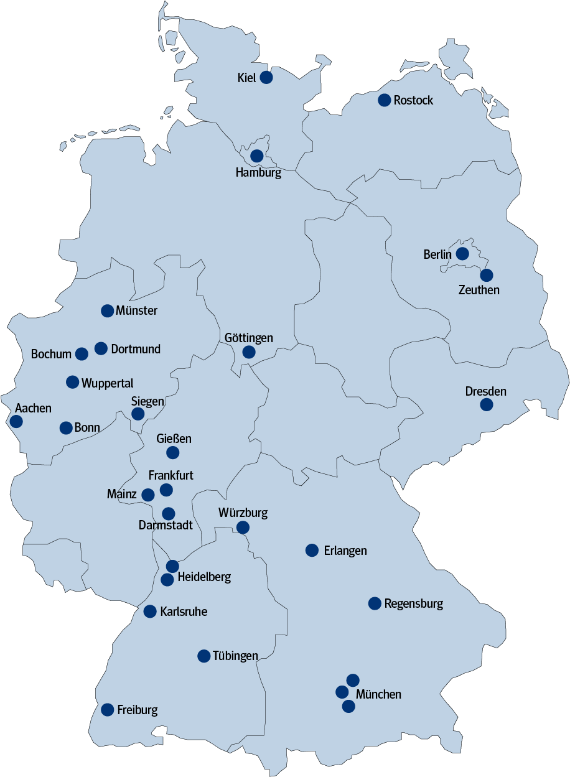 Kiel
Rostock
Hamburg
Berlin
Zeuthen
Münster
Göttingen
Dortmund
Bochum
Wuppertal
Dresden
Siegen
Aachen
Bonn
Gießen
Frankfurt
Mainz
Würzburg
Darmstadt
Erlangen
Heidelberg
Regensburg
Karlsruhe
Tübingen
München
Freiburg